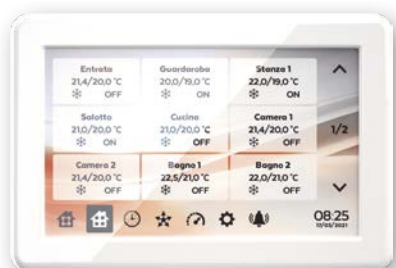 Entrata
21,4/20,0 °C
OFF
Guardaroba
20,0/19,0 °C
ON
Stanza 1
22,0/19,0 °C
ON
Salotto
21,0/20,0 °C
ON
Cucina
21,0/20,0 °C
OFF
Camera 1
21,4/20,0 °C
OFF
1/2
Camera 2
21,4/20,0 °C
OFF
Bagno 1
22,5/21,0 °C
OFF
Bagno 2
22,0/21,0 °C
OFF
08:25
17/03/2021